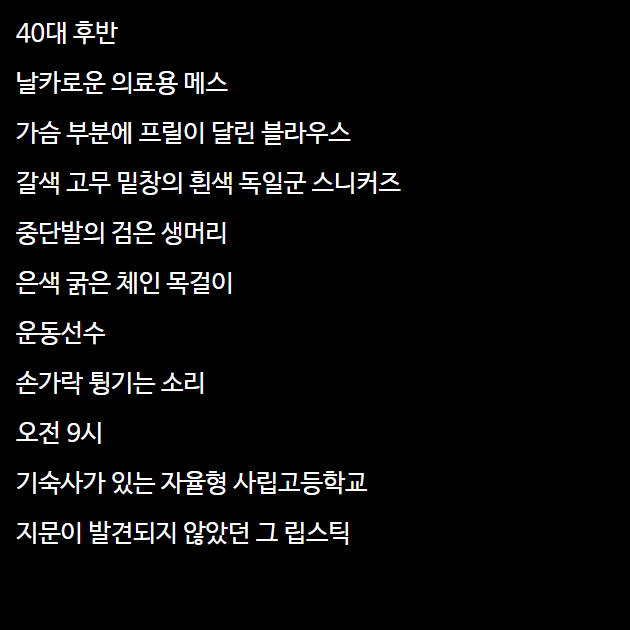 40대 후반
날카로운 의료용 메스
가슴 부분에 프릴이 달린 블라우스
갈색 고무 밑창의 흰색 독일군 스니커즈
중단발의 검은 생머리
은색 굵은 체인 목걸이
운동선수
손가락 튕기는 소리
오전 9시
기숙사가 있는 자율형 사립고등학교
지문이 발견되지 않았던 그 립스틱